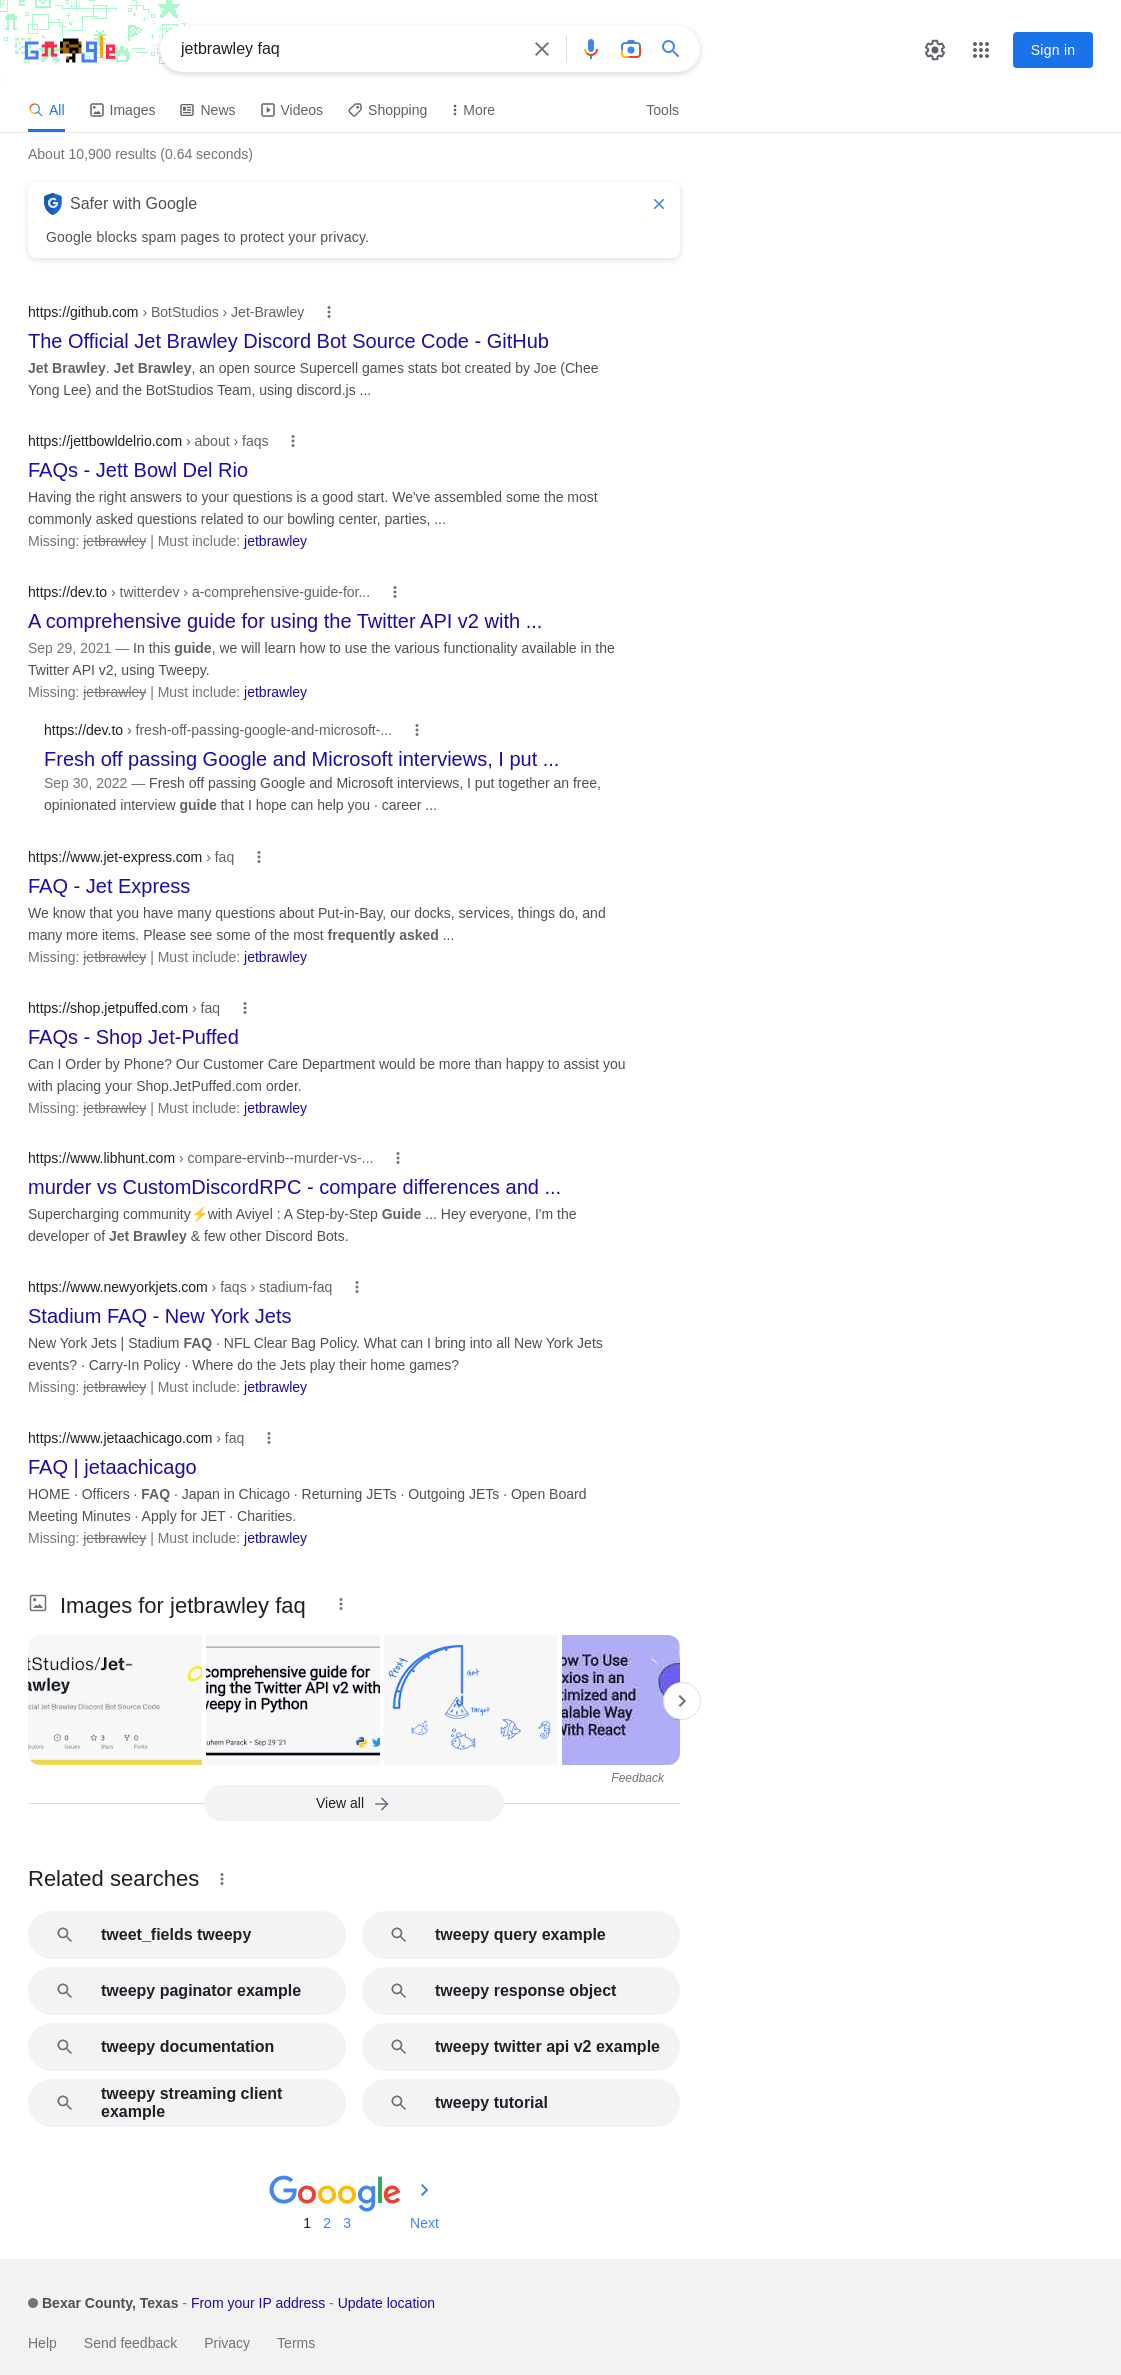 jetbrawley faq
Sign in
All
Images
News
Videos
Shopping
More
Tools
About 10,900 results (0.64 seconds)
Safer with Google
Google blocks spam pages to protect your privacy.
https://github.com › BotStudios › Jet-Brawley
The Official Jet Brawley Discord Bot Source Code - GitHub
Jet Brawley. Jet Brawley, an open source Supercell games stats bot created by Joe (Chee
Yong Lee) and the BotStudios Team, using discord.js ...
https://jettbowldelrio.com › about › faqs
FAQs - Jett Bowl Del Rio
Having the right answers to your questions is a good start. We've assembled some the most
commonly asked questions related to our bowling center, parties, ...
Missing: jetbrawley | Must include: jetbrawley
https://dev.to › twitterdev › a-comprehensive-guide-for...
A comprehensive guide for using the Twitter API v2 with ...
Sep 29, 2021 — In this guide, we will learn how to use the various functionality available in the
Twitter API v2, using Tweepy.
Missing: jetbrawley | Must include: jetbrawley
https://dev.to › fresh-off-passing-google-and-microsoft-...
Fresh off passing Google and Microsoft interviews, I put ...
Sep 30, 2022 — Fresh off passing Google and Microsoft interviews, I put together an free,
opinionated interview guide that I hope can help you · career ...
https://www.jet-express.com › faq
FAQ - Jet Express
We know that you have many questions about Put-in-Bay, our docks, services, things do, and
many more items. Please see some of the most frequently asked ...
Missing: jetbrawley | Must include: jetbrawley
https://shop.jetpuffed.com › faq
FAQs - Shop Jet-Puffed
Can I Order by Phone? Our Customer Care Department would be more than happy to assist you
with placing your Shop.JetPuffed.com order.
Missing: jetbrawley | Must include: jetbrawley
https://www.libhunt.com › compare-ervinb--murder-vs-...
murder vs CustomDiscordRPC - compare differences and ...
Supercharging community⚡with Aviyel : A Step-by-Step Guide ... Hey everyone, I'm the
developer of Jet Brawley & few other Discord Bots.
https://www.newyorkjets.com › faqs › stadium-faq
Stadium FAQ - New York Jets
New York Jets | Stadium FAQ · NFL Clear Bag Policy. What can I bring into all New York Jets
events? · Carry-In Policy · Where do the Jets play their home games?
Missing: jetbrawley | Must include: jetbrawley
https://www.jetaachicago.com › faq
FAQ | jetaachicago
HOME · Officers · FAQ · Japan in Chicago · Returning JETs · Outgoing JETs · Open Board
Meeting Minutes · Apply for JET · Charities.
Missing: jetbrawley | Must include: jetbrawley
Images for jetbrawley faq
tStudios/Jet-
awley
cial Jet Brawley Discord Bot Source Code
0 3 0
Issues Stars Forks
comprehensive guide for
ing the Twitter API v2 with
weepy in Python
uhem Parack • Sep 29 '21
Proxy
Get
Target
ow To Use
xios in an
timized and
alable Way
With React
Feedback
View all
Related searches
tweet_fields tweepy
tweepy query example
tweepy paginator example
tweepy response object
tweepy documentation
tweepy twitter api v2 example
tweepy streaming client
example
tweepy tutorial
Gooogle
1 2 3 Next
Bexar County, Texas - From your IP address - Update location
Help Send feedback Privacy Terms